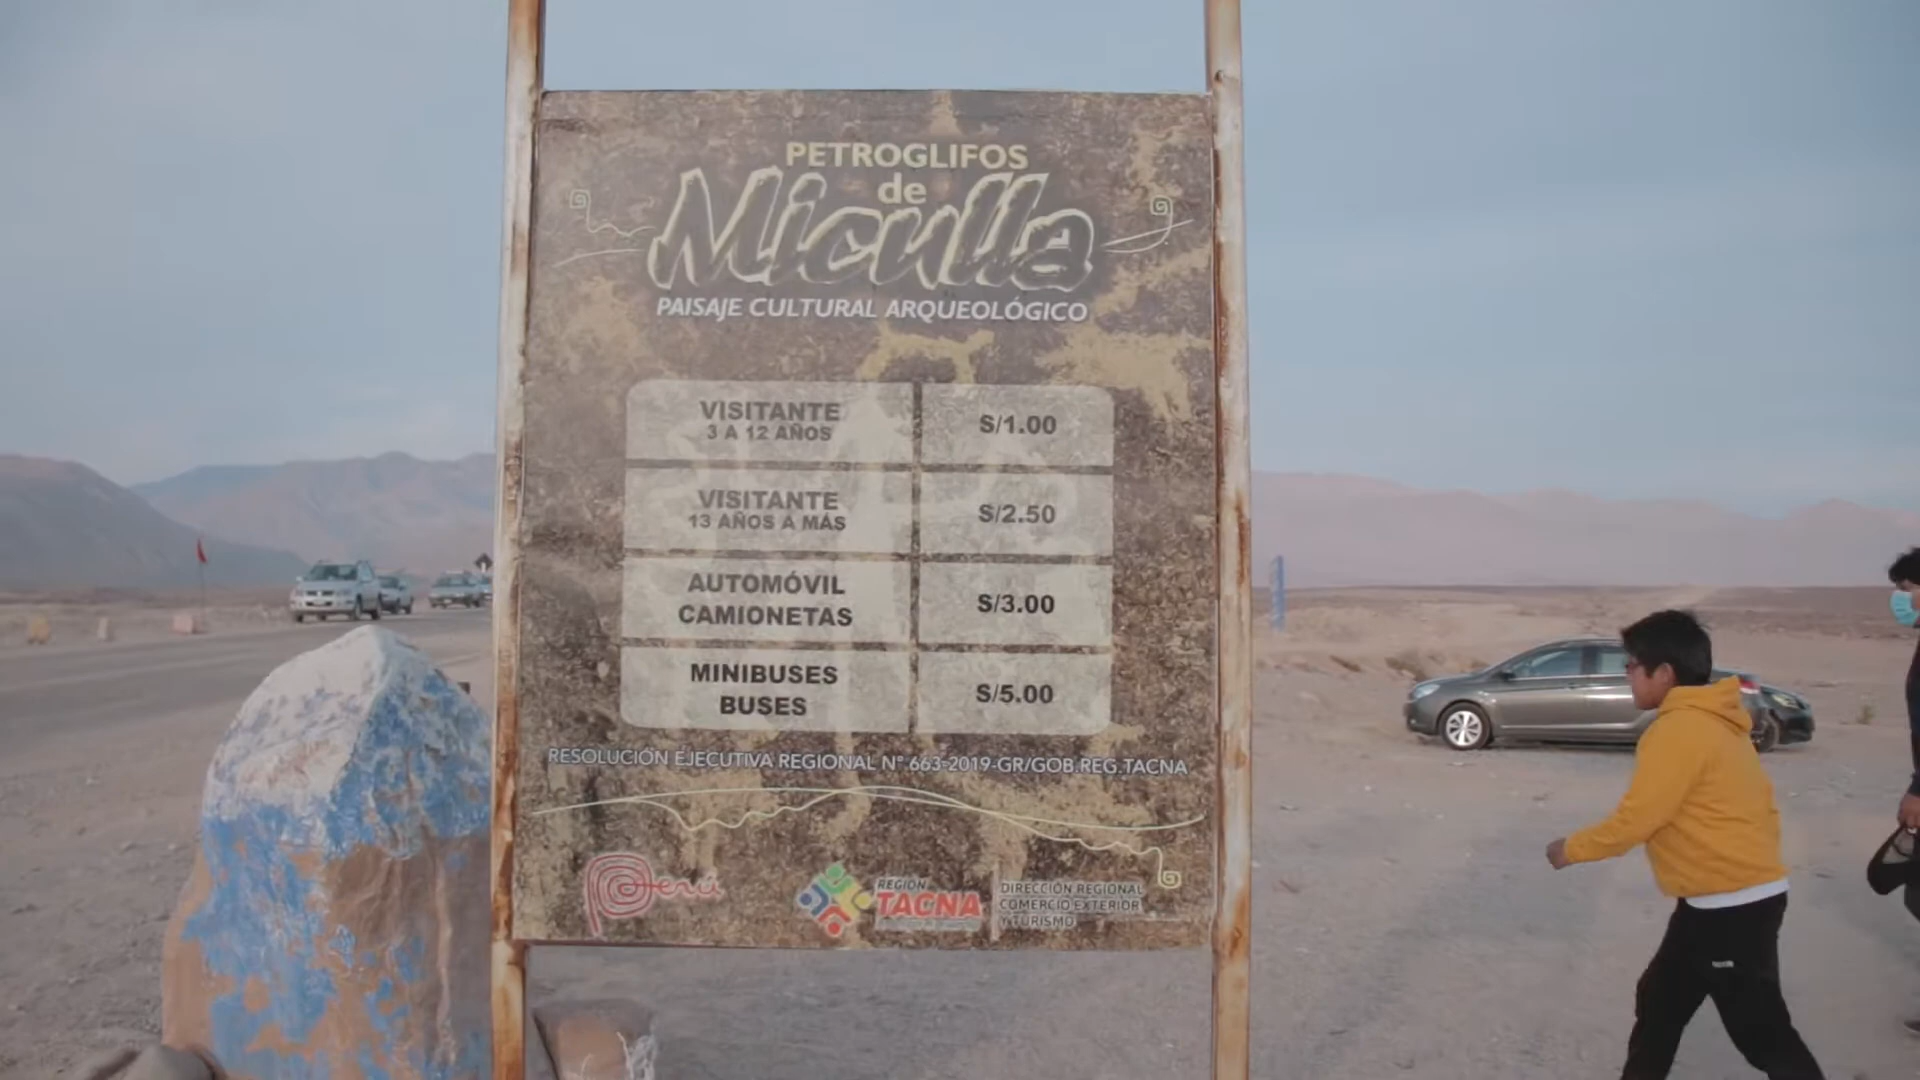 PETROGLIFOS
de
Miculla
PAISAJE CULTURAL ARQUEOLÓGICO
VISITANTE
3 A 12 AÑOS
S/1.00
VISITANTE
13 AÑOS A MÁS
S/2.50
AUTOMÓVIL
CAMIONETAS
S/3.00
MINIBUSES
BUSES
S/5.00
RESOLUCIÓN EJECUTIVA REGIONAL N° 663-2019-GR/GOB.REG.TACNA
Perú
REGIÓN
TACNA
DIRECCIÓN REGIONAL
COMERCIO EXTERIOR
Y TURISMO